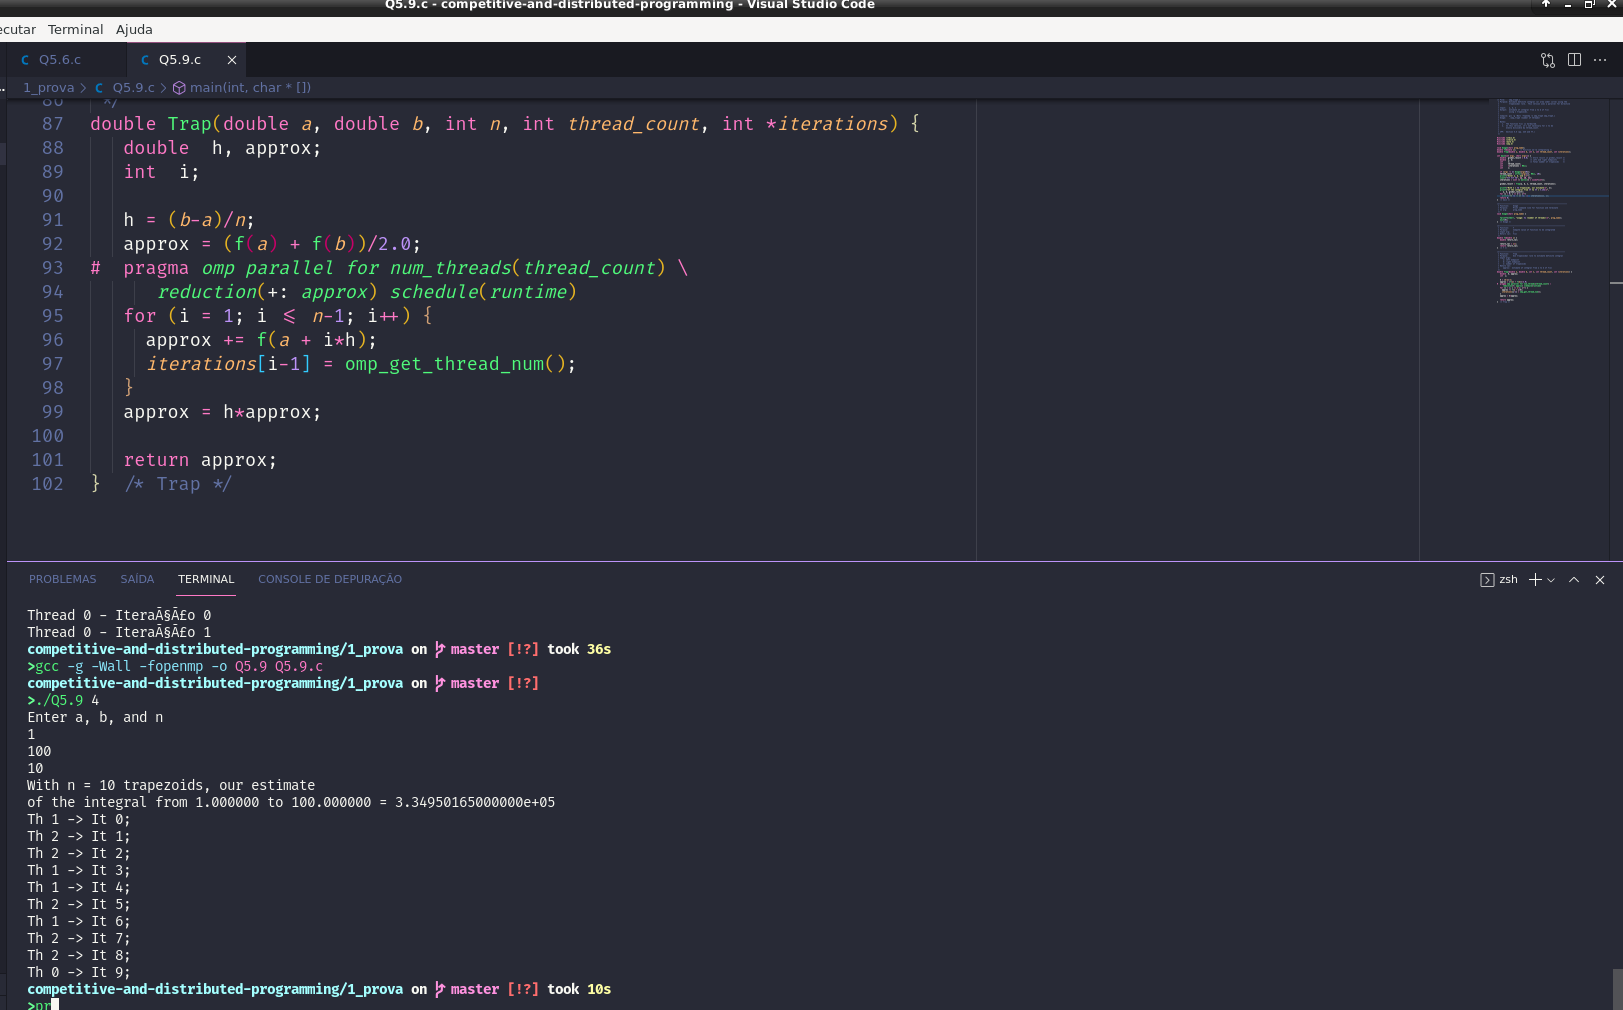 Q5.9.c - competitive-and-distributed-programming - Visual Studio Code
ecutar Terminal Ajuda
C Q5.6.c C Q5.9.c
1_prova > C Q5.9.c > main(int, char * [])
86 */
87 double Trap(double a, double b, int n, int thread_count, int *iterations) {
88 double h, approx;
89 int i;
90
91 h = (b-a)/n;
92 approx = (f(a) + f(b))/2.0;
93 # pragma omp parallel for num_threads(thread_count) \
94 reduction(+: approx) schedule(runtime)
95 for (i = 1; i <= n-1; i++) {
96 approx += f(a + i*h);
97 iterations[i-1] = omp_get_thread_num();
98 }
99 approx = h*approx;
100
101 return approx;
102 } /* Trap */
PROBLEMAS SAÍDA TERMINAL CONSOLE DE DEPURAÇÃO zsh
Thread 0 - IteraÃ§Ã£o 0
Thread 0 - IteraÃ§Ã£o 1
competitive-and-distributed-programming/1_prova on master [!?] took 36s
>gcc -g -Wall -fopenmp -o Q5.9 Q5.9.c
competitive-and-distributed-programming/1_prova on master [!?]
>./Q5.9 4
Enter a, b, and n
1
100
10
With n = 10 trapezoids, our estimate
of the integral from 1.000000 to 100.000000 = 3.34950165000000e+05
Th 1 -> It 0;
Th 2 -> It 1;
Th 2 -> It 2;
Th 1 -> It 3;
Th 1 -> It 4;
Th 2 -> It 5;
Th 1 -> It 6;
Th 2 -> It 7;
Th 2 -> It 8;
Th 0 -> It 9;
competitive-and-distributed-programming/1_prova on master [!?] took 10s
>pr